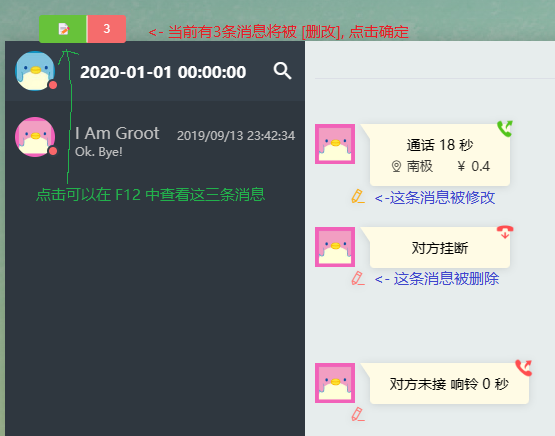 3
<- 当前有3条消息将被 [删改], 点击确定
2020-01-01 00:00:00
I Am Groot
2019/09/13 23:42:34
Ok. Bye!
点击可以在 F12 中查看这三条消息
通话 18 秒
南极
¥ 0.4
<-这条消息被修改
对方挂断
<- 这条消息被删除
对方未接 响铃 0 秒